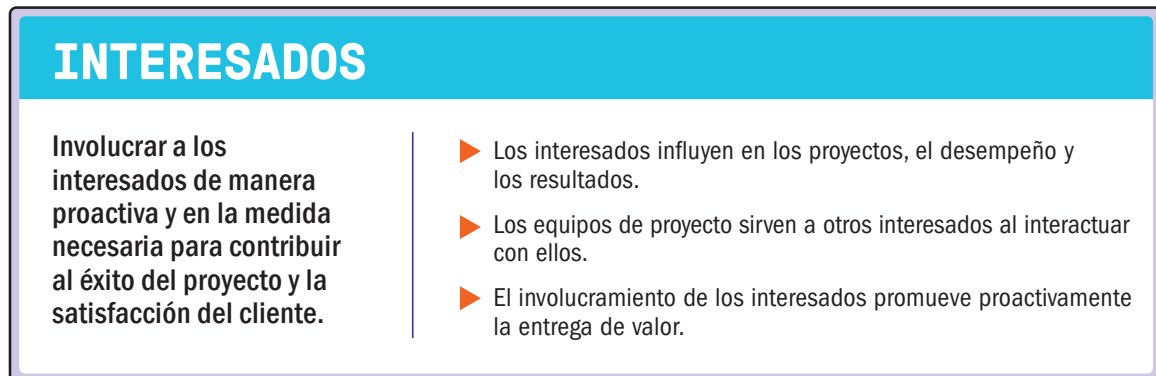 INTERESADOS
Involucrar a los
interesados de manera
proactiva y en la medida
necesaria para contribuir
al éxito del proyecto y la
satisfacción del cliente.
Los interesados influyen en los proyectos, el desempeño y
los resultados.
Los equipos de proyecto sirven a otros interesados al interactuar
con ellos.
El involucramiento de los interesados promueve proactivamente
la entrega de valor.